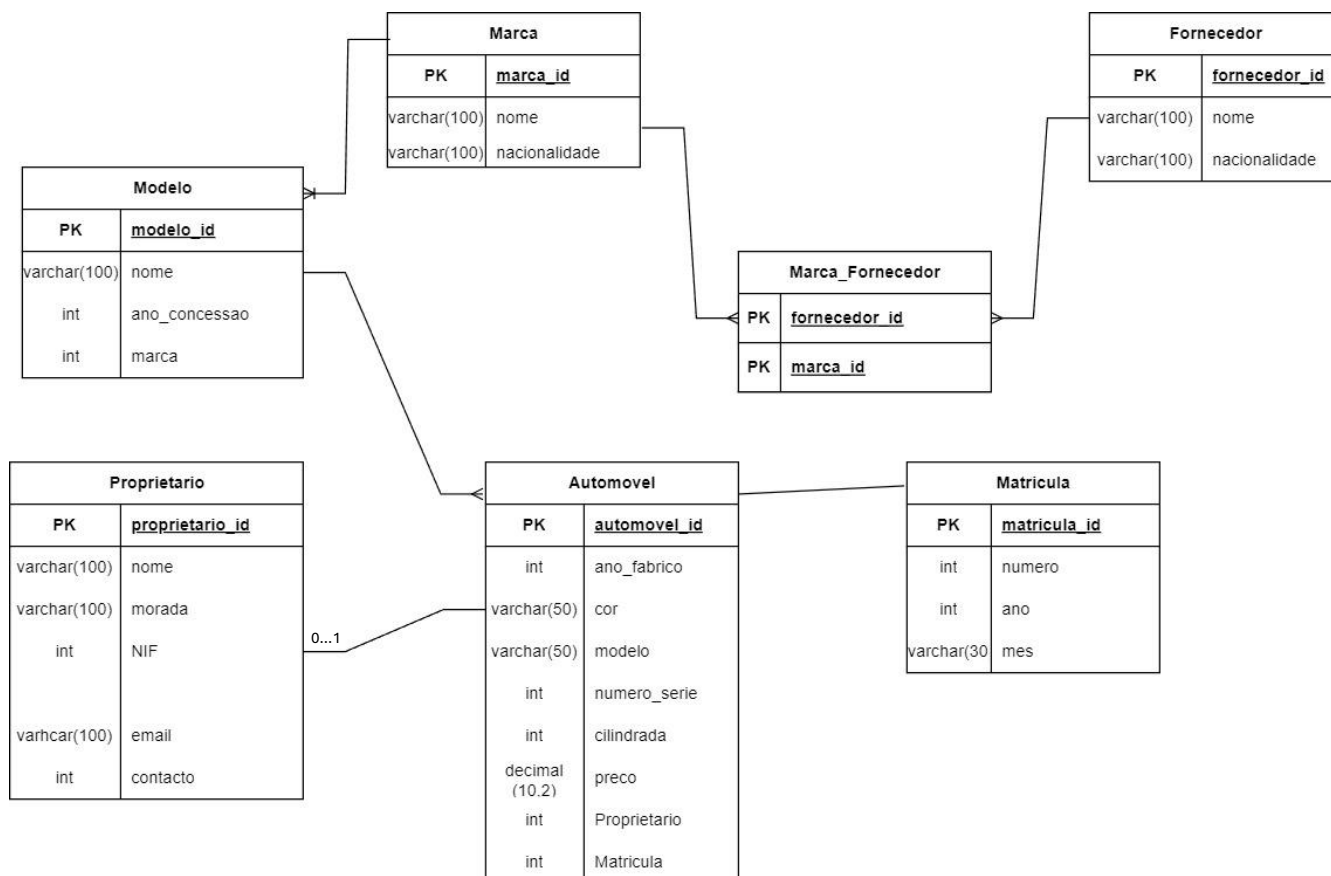 Marca
PK marca_id
varchar(100) nome
varchar(100) nacionalidade
Fornecedor
PK fornecedor_id
varchar(100) nome
varchar(100) nacionalidade
Modelo
PK modelo_id
varchar(100) nome
int ano_concessao
int marca
Marca_Fornecedor
PK fornecedor_id
PK marca_id
Proprietario
PK proprietario_id
varchar(100) nome
varchar(100) morada
int NIF
varhcar(100) email
int contacto
0...1
Automovel
PK automovel_id
int ano_fabrico
varchar(50) cor
varchar(50) modelo
int numero_serie
int cilindrada
decimal
(10,2) preco
int Proprietario
int Matricula
Matricula
PK matricula_id
int numero
int ano
varchar(30 mes